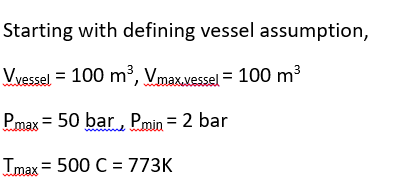 Starting with defining vessel assumption,
Vvessel = 100 m³, Vmax,vessel = 100 m³
Pmax = 50 bar , Pmin = 2 bar
Tmax = 500 C = 773K